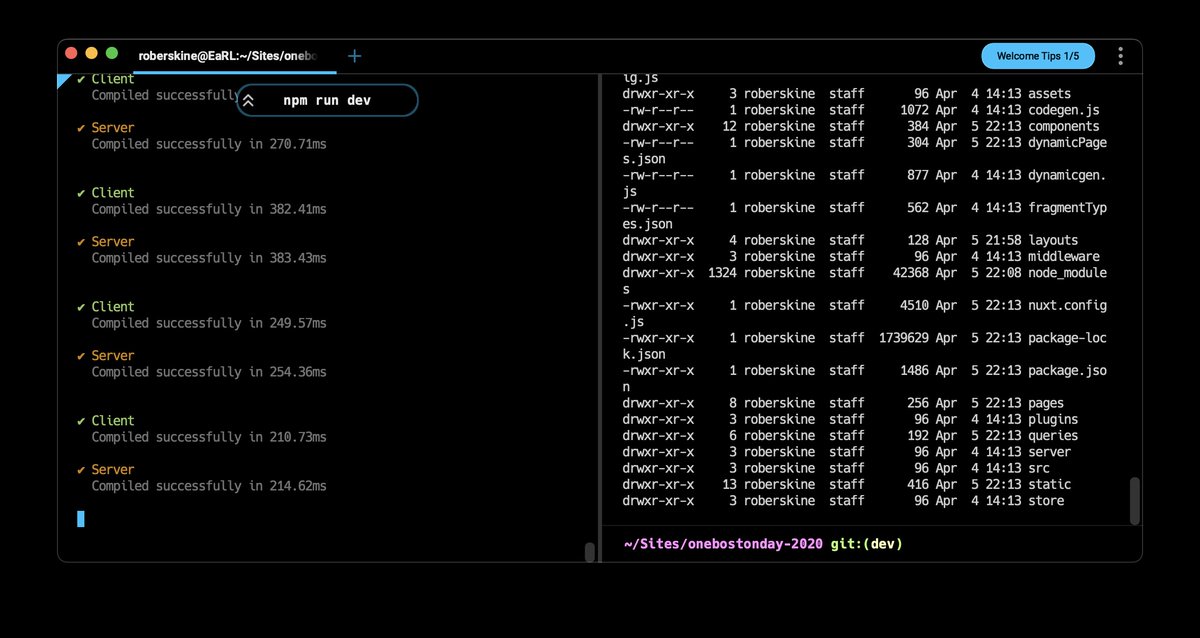 roberskine@EaRL:~/Sites/onebo
+
Welcome Tips 1/5
✔ Client
Compiled successfully
npm run dev
✔ Server
Compiled successfully in 270.71ms
✔ Client
Compiled successfully in 382.41ms
✔ Server
Compiled successfully in 383.43ms
✔ Client
Compiled successfully in 249.57ms
✔ Server
Compiled successfully in 254.36ms
✔ Client
Compiled successfully in 210.73ms
✔ Server
Compiled successfully in 214.62ms
ig.js
drwxr-xr-x 3 roberskine staff 96 Apr 4 14:13 assets
-rw-r--r-- 1 roberskine staff 1072 Apr 4 14:13 codegen.js
drwxr-xr-x 12 roberskine staff 384 Apr 5 22:13 components
-rw-r--r-- 1 roberskine staff 304 Apr 5 22:13 dynamicPage
s.json
-rw-r--r-- 1 roberskine staff 877 Apr 4 14:13 dynamicgen.
js
-rw-r--r-- 1 roberskine staff 562 Apr 4 14:13 fragmentTyp
es.json
drwxr-xr-x 4 roberskine staff 128 Apr 5 21:58 layouts
drwxr-xr-x 3 roberskine staff 96 Apr 4 14:13 middleware
drwxr-xr-x 1324 roberskine staff 42368 Apr 5 22:08 node_module
s
-rwxr-xr-x 1 roberskine staff 4510 Apr 5 22:13 nuxt.config
.js
-rwxr-xr-x 1 roberskine staff 1739629 Apr 5 22:13 package-loc
k.json
-rwxr-xr-x 1 roberskine staff 1486 Apr 5 22:13 package.jso
n
drwxr-xr-x 8 roberskine staff 256 Apr 5 22:13 pages
drwxr-xr-x 3 roberskine staff 96 Apr 4 14:13 plugins
drwxr-xr-x 6 roberskine staff 192 Apr 5 22:13 queries
drwxr-xr-x 3 roberskine staff 96 Apr 4 14:13 server
drwxr-xr-x 3 roberskine staff 96 Apr 4 14:13 src
drwxr-xr-x 13 roberskine staff 416 Apr 5 22:13 static
drwxr-xr-x 3 roberskine staff 96 Apr 4 14:13 store
~/Sites/onebostonday-2020 git:(dev)